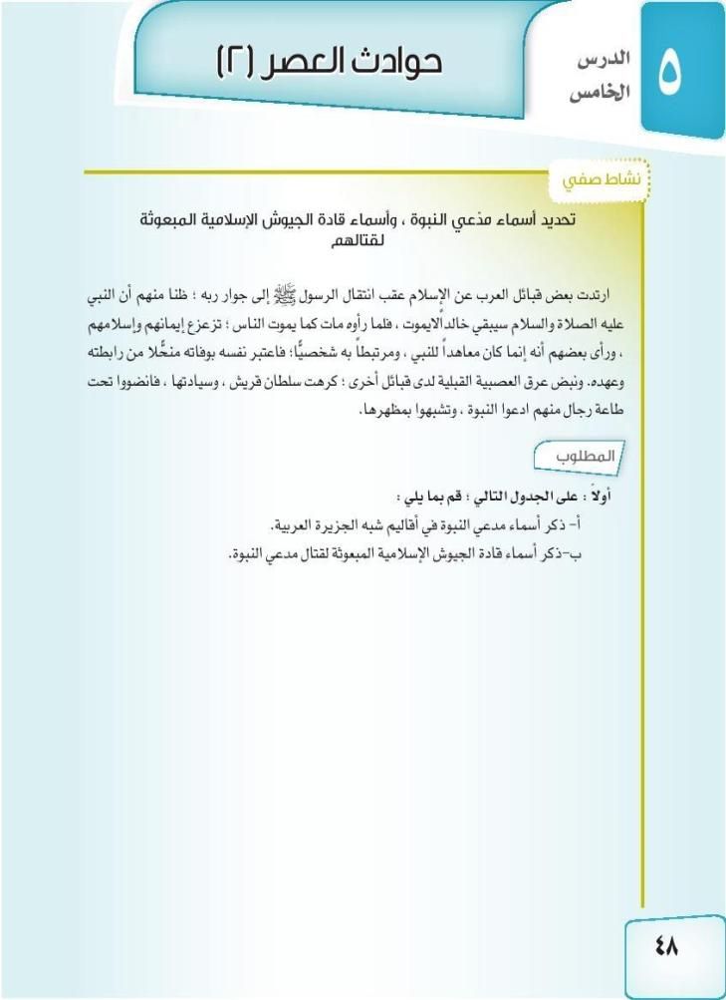 ٥
الدرس
الخامس
حوادث العصر (٢)
نشاط صفي
تحديد أسماء مدّعي النبوة ، وأسماء قادة الجيوش الإسلامية المبعوثة
لقتالهم
ارتدت بعض قبائل العرب عن الإسلام عقب انتقال الرسول ﷺ إلى جوار ربه ؛ ظنا منهم أن النبي
عليه الصلاة والسلام سيبقي خالداًلايموت ، فلما رأوه مات كما يموت الناس ؛ تزعزع إيمانهم وإسلامهم
، ورأى بعضهم أنه إنما كان معاهداً للنبي ، ومرتبطاً به شخصيًّا؛ فاعتبر نفسه بوفاته منحًلا من رابطته
وعهده. ونبض عرق العصبية القبلية لدى قبائل أخرى ؛ كرهت سلطان قريش ، وسيادتها ، فانضووا تحت
طاعة رجال منهم ادعوا النبوة ، وتشبهوا بمظهرها.
المطلوب
أولاً : على الجدول التالي ؛ قم بما يلي :
أ- ذكر أسماء مدعي النبوة في أقاليم شبه الجزيرة العربية.
ب-ذكر أسماء قادة الجيوش الإسلامية المبعوثة لقتال مدعي النبوة.
٤٨